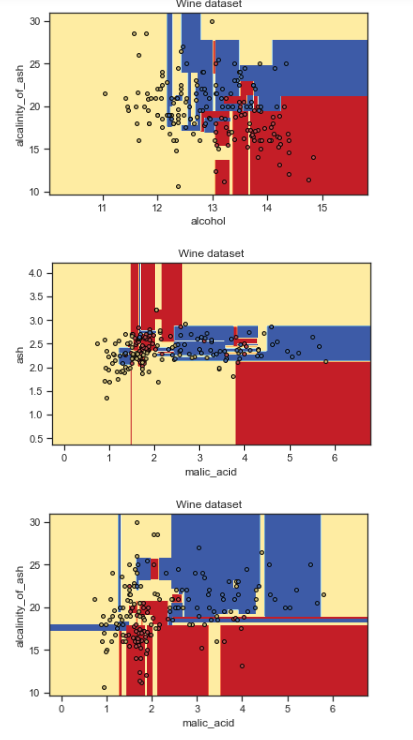 Wine dataset
30
25
20
15
10
alcalinity_of_ash
11 12 13 14 15
alcohol
Wine dataset
4.0
3.5
3.0
2.5
2.0
1.5
1.0
0.5
ash
0 1 2 3 4 5 6
malic_acid
Wine dataset
30
25
20
15
10
alcalinity_of_ash
0 1 2 3 4 5 6
malic_acid